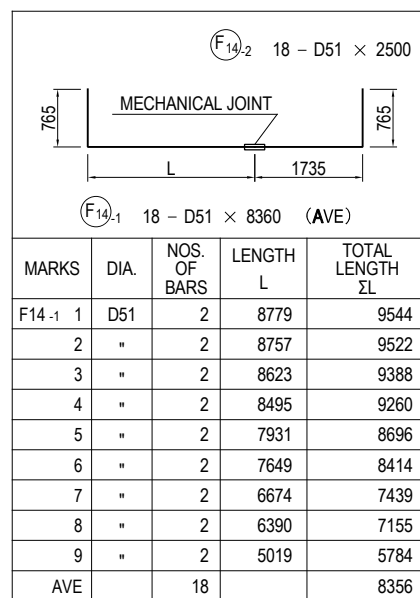 F14-2 18 – D51 × 2500
765
MECHANICAL JOINT
765
L
1735
F14-1 18 – D51 × 8360 (AVE)
MARKS DIA. NOS. OF BARS LENGTH L TOTAL LENGTH ΣL
F14 -1 1 D51 2 8779 9544
2 " 2 8757 9522
3 " 2 8623 9388
4 " 2 8495 9260
5 " 2 7931 8696
6 " 2 7649 8414
7 " 2 6674 7439
8 " 2 6390 7155
9 " 2 5019 5784
AVE 18 8356